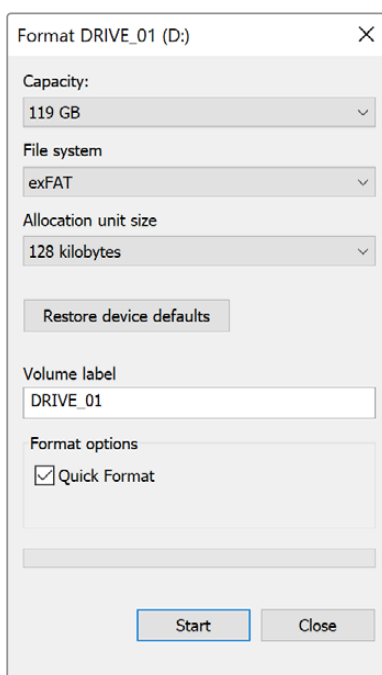 Format DRIVE_01 (D:)
Capacity:
119 GB
File system
exFAT
Allocation unit size
128 kilobytes
Restore device defaults
Volume label
DRIVE_01
Format options
Quick Format
Start Close